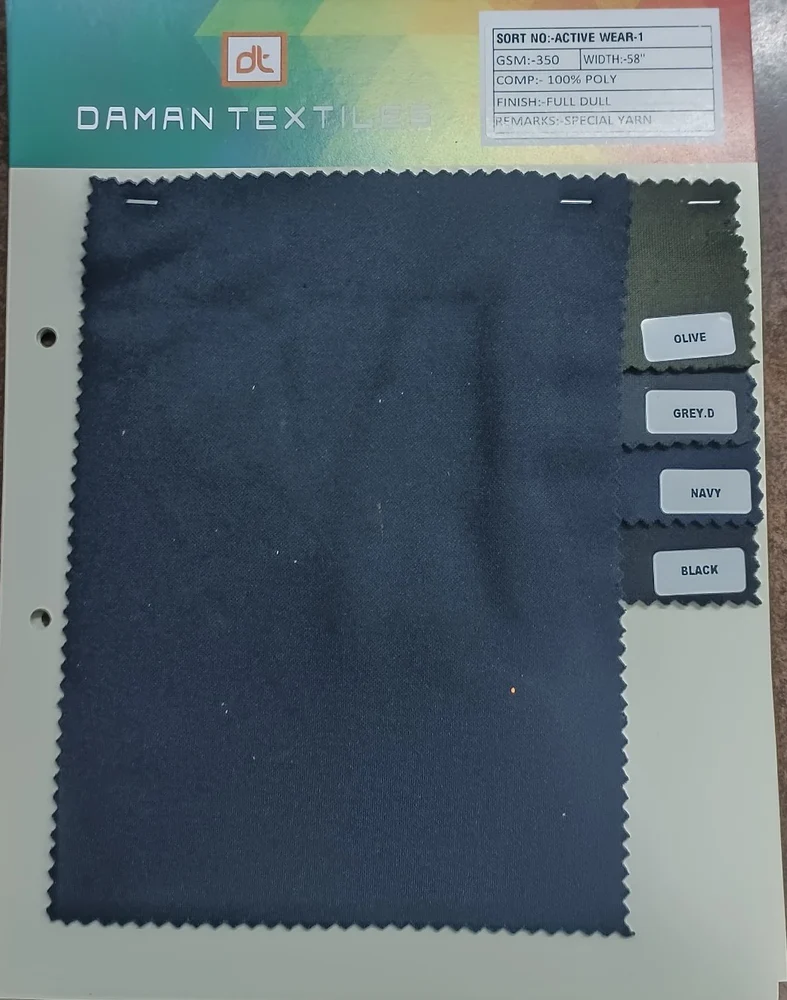 dt
DAMAN TEXTILES
SORT NO:-ACTIVE WEAR-1
GSM:-350 WIDTH:-58"
COMP:- 100% POLY
FINISH:-FULL DULL
REMARKS:-SPECIAL YARN
OLIVE
GREY.D
NAVY
BLACK